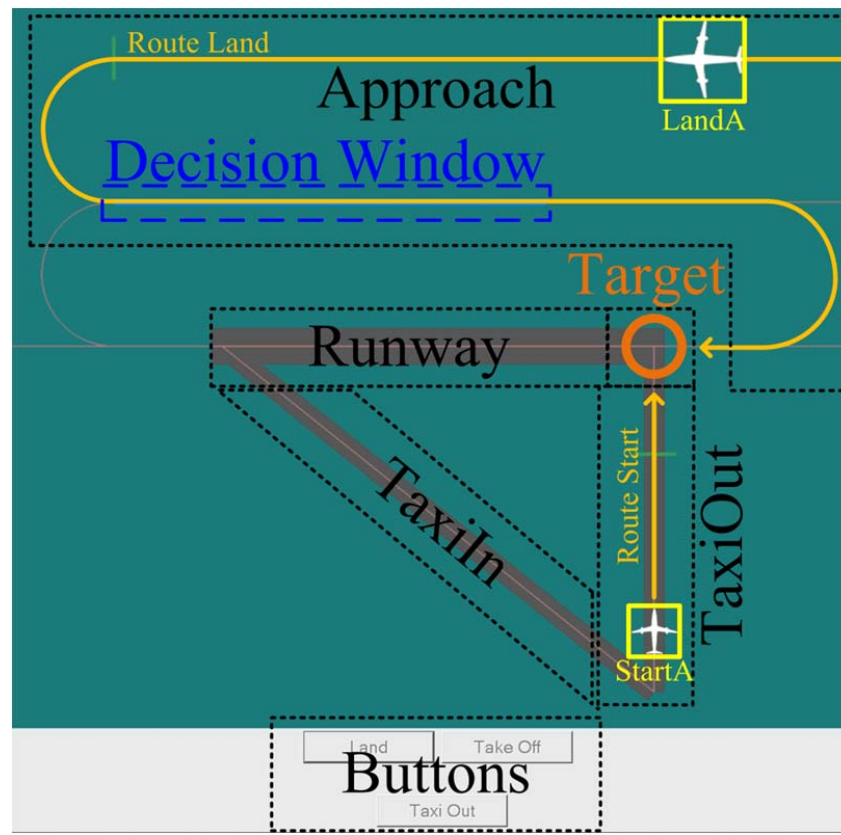 Route Land
Approach
LandA
Decision Window
Target
Runway
Route Start
TaxiOut
TaxiIn
StartA
Land
Take Off
Buttons
Taxi Out